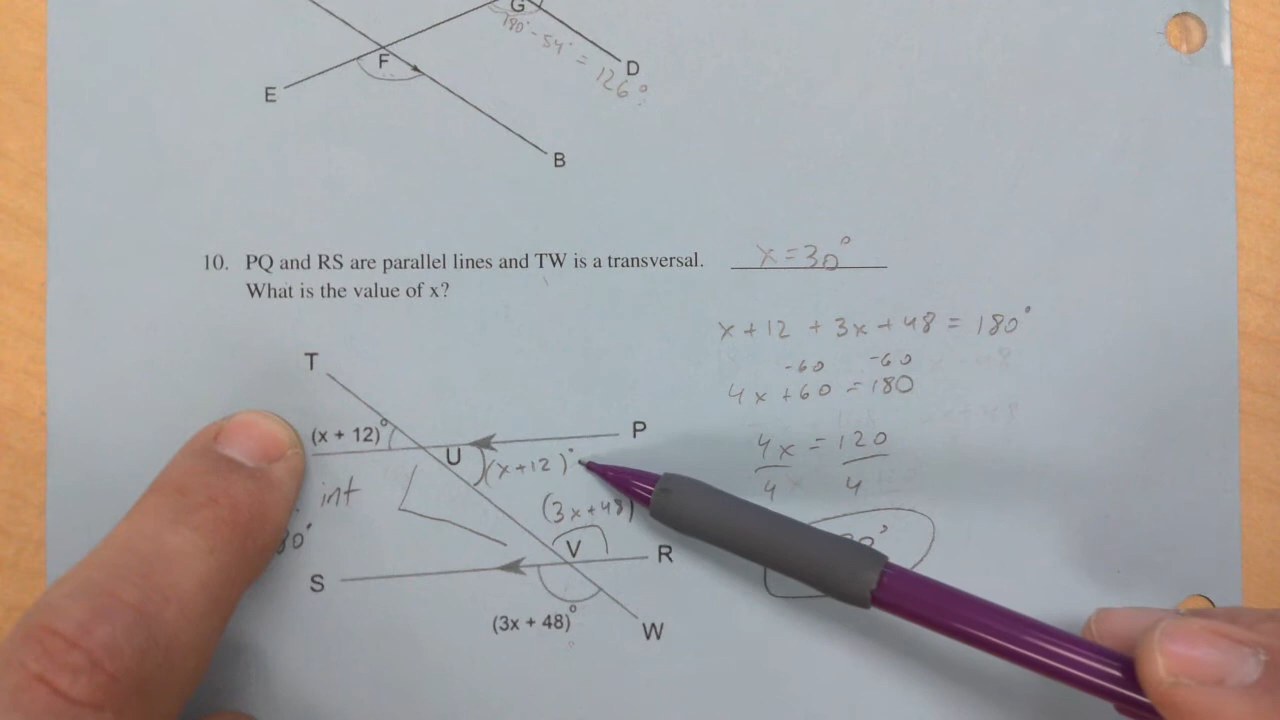 G
180° - 54° = 126°
F
D
E
B
10. PQ and RS are parallel lines and TW is a transversal.
x = 30°
What is the value of x?
x + 12 + 3x + 48 = 180°
-60 -60
4x + 60 = 180
4x = 120
4 4
T
(x + 12)°
P
U
(x + 12)°
int
(3x + 48)
V
R
S
(3x + 48)°
W